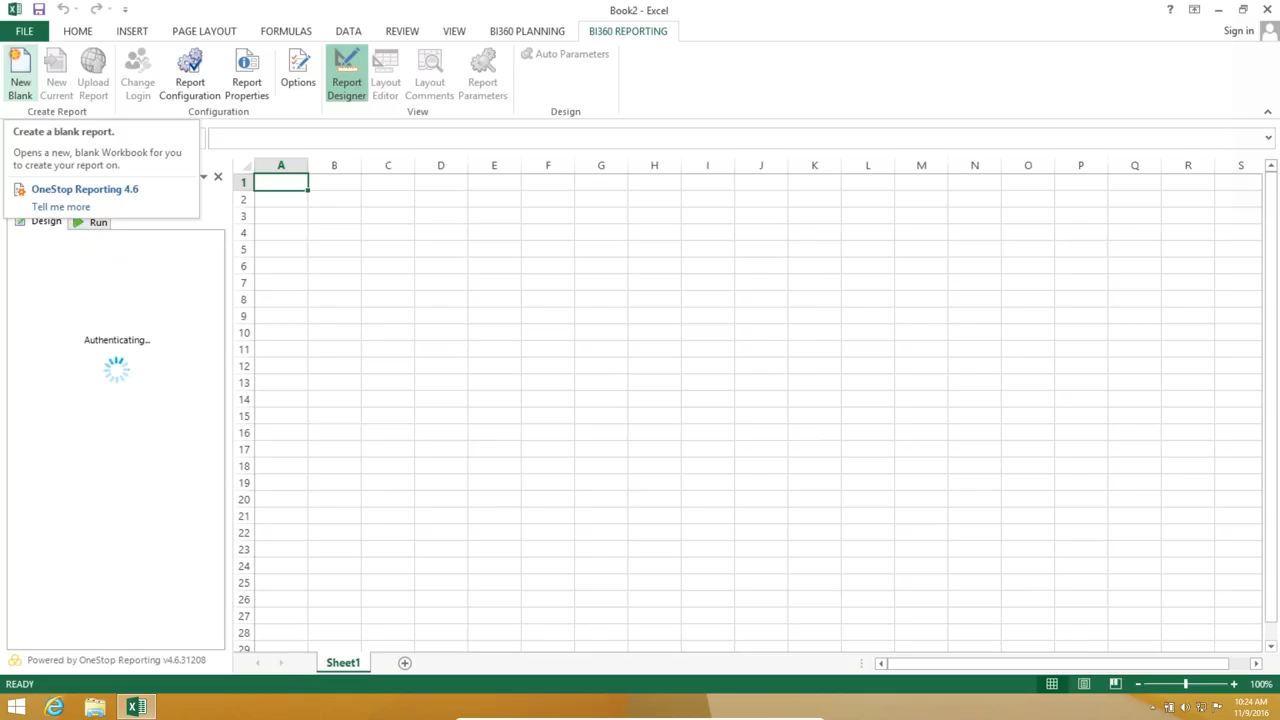 Book2 - Excel
FILE HOME INSERT PAGE LAYOUT FORMULAS DATA REVIEW VIEW BI360 PLANNING BI360 REPORTING Sign in
New Blank
New Current
Upload Report
Change Login
Report Configuration
Report Properties
Options
Report Designer
Layout Editor
Layout Comments
Report Parameters
Auto Parameters
Create Report Configuration View Design
Create a blank report.
Opens a new, blank Workbook for you
to create your report on.
OneStop Reporting 4.6
Tell me more
Design Run
Authenticating...
A B C D E F G H I J K L M N O P Q R S
1
2
3
4
5
6
7
8
9
10
11
12
13
14
15
16
17
18
19
20
21
22
23
24
25
26
27
28
29
Powered by OneStop Reporting v4.6.31208
Sheet1
READY 100%
10:24 AM
11/9/2016